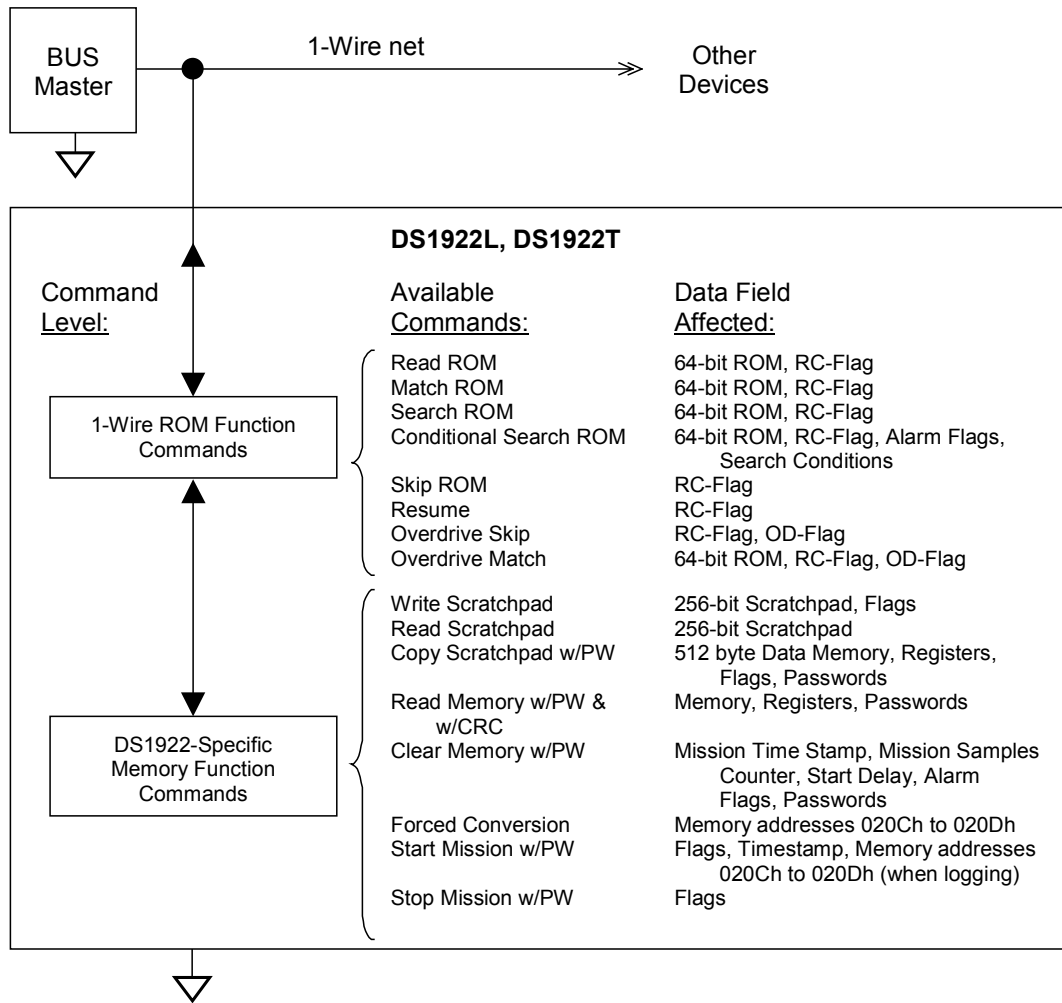 BUS
Master
1-Wire net
Other
Devices
DS1922L, DS1922T
Command
Level:
Available
Commands:
Data Field
Affected:
1-Wire ROM Function
Commands
Read ROM 64-bit ROM, RC-Flag
Match ROM 64-bit ROM, RC-Flag
Search ROM 64-bit ROM, RC-Flag
Conditional Search ROM 64-bit ROM, RC-Flag, Alarm Flags,
Search Conditions
Skip ROM RC-Flag
Resume RC-Flag
Overdrive Skip RC-Flag, OD-Flag
Overdrive Match 64-bit ROM, RC-Flag, OD-Flag
DS1922-Specific
Memory Function
Commands
Write Scratchpad 256-bit Scratchpad, Flags
Read Scratchpad 256-bit Scratchpad
Copy Scratchpad w/PW 512 byte Data Memory, Registers,
Flags, Passwords
Read Memory w/PW & Memory, Registers, Passwords
w/CRC
Clear Memory w/PW Mission Time Stamp, Mission Samples
Counter, Start Delay, Alarm
Flags, Passwords
Forced Conversion Memory addresses 020Ch to 020Dh
Start Mission w/PW Flags, Timestamp, Memory addresses
020Ch to 020Dh (when logging)
Stop Mission w/PW Flags